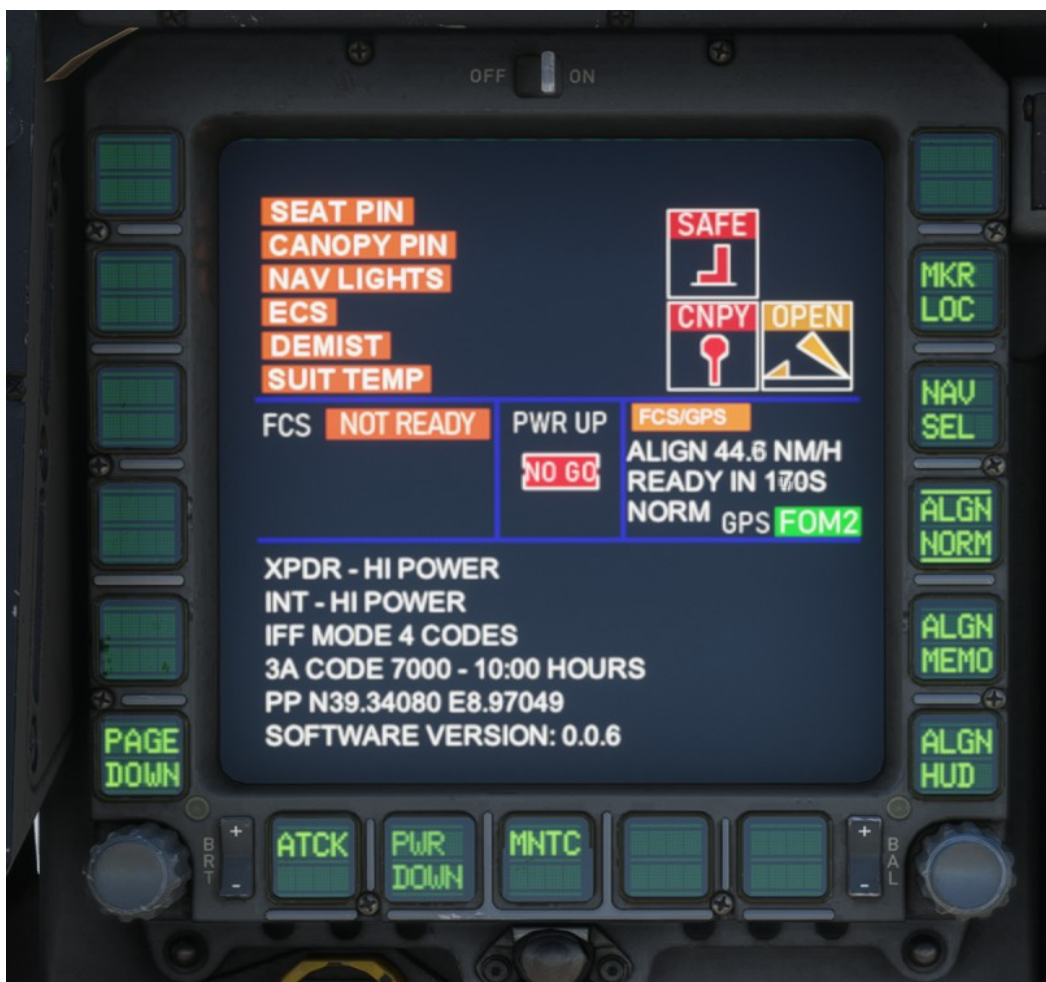 OFF ON
SEAT PIN
CANOPY PIN
NAV LIGHTS
ECS
DEMIST
SUIT TEMP
SAFE
CNPY OPEN
FCS NOT READY
PWR UP
NO GO
FCS/GPS
ALIGN 44.6 NM/H
READY IN
NORM GPS FOM2
XPDR - HI POWER
INT - HI POWER
IFF MODE 4 CODES
3A CODE 7000 - 10:00 HOURS
PP N39.34080 E8.97049
SOFTWARE VERSION: 0.0.6
MKR
LOC
NAV
SEL
ALGN
NORM
ALGN
MEMO
ALGN
HUD
PAGE
DOWN
BRT + -
ATCK
PWR
DOWN
MNTC
+ - BAL